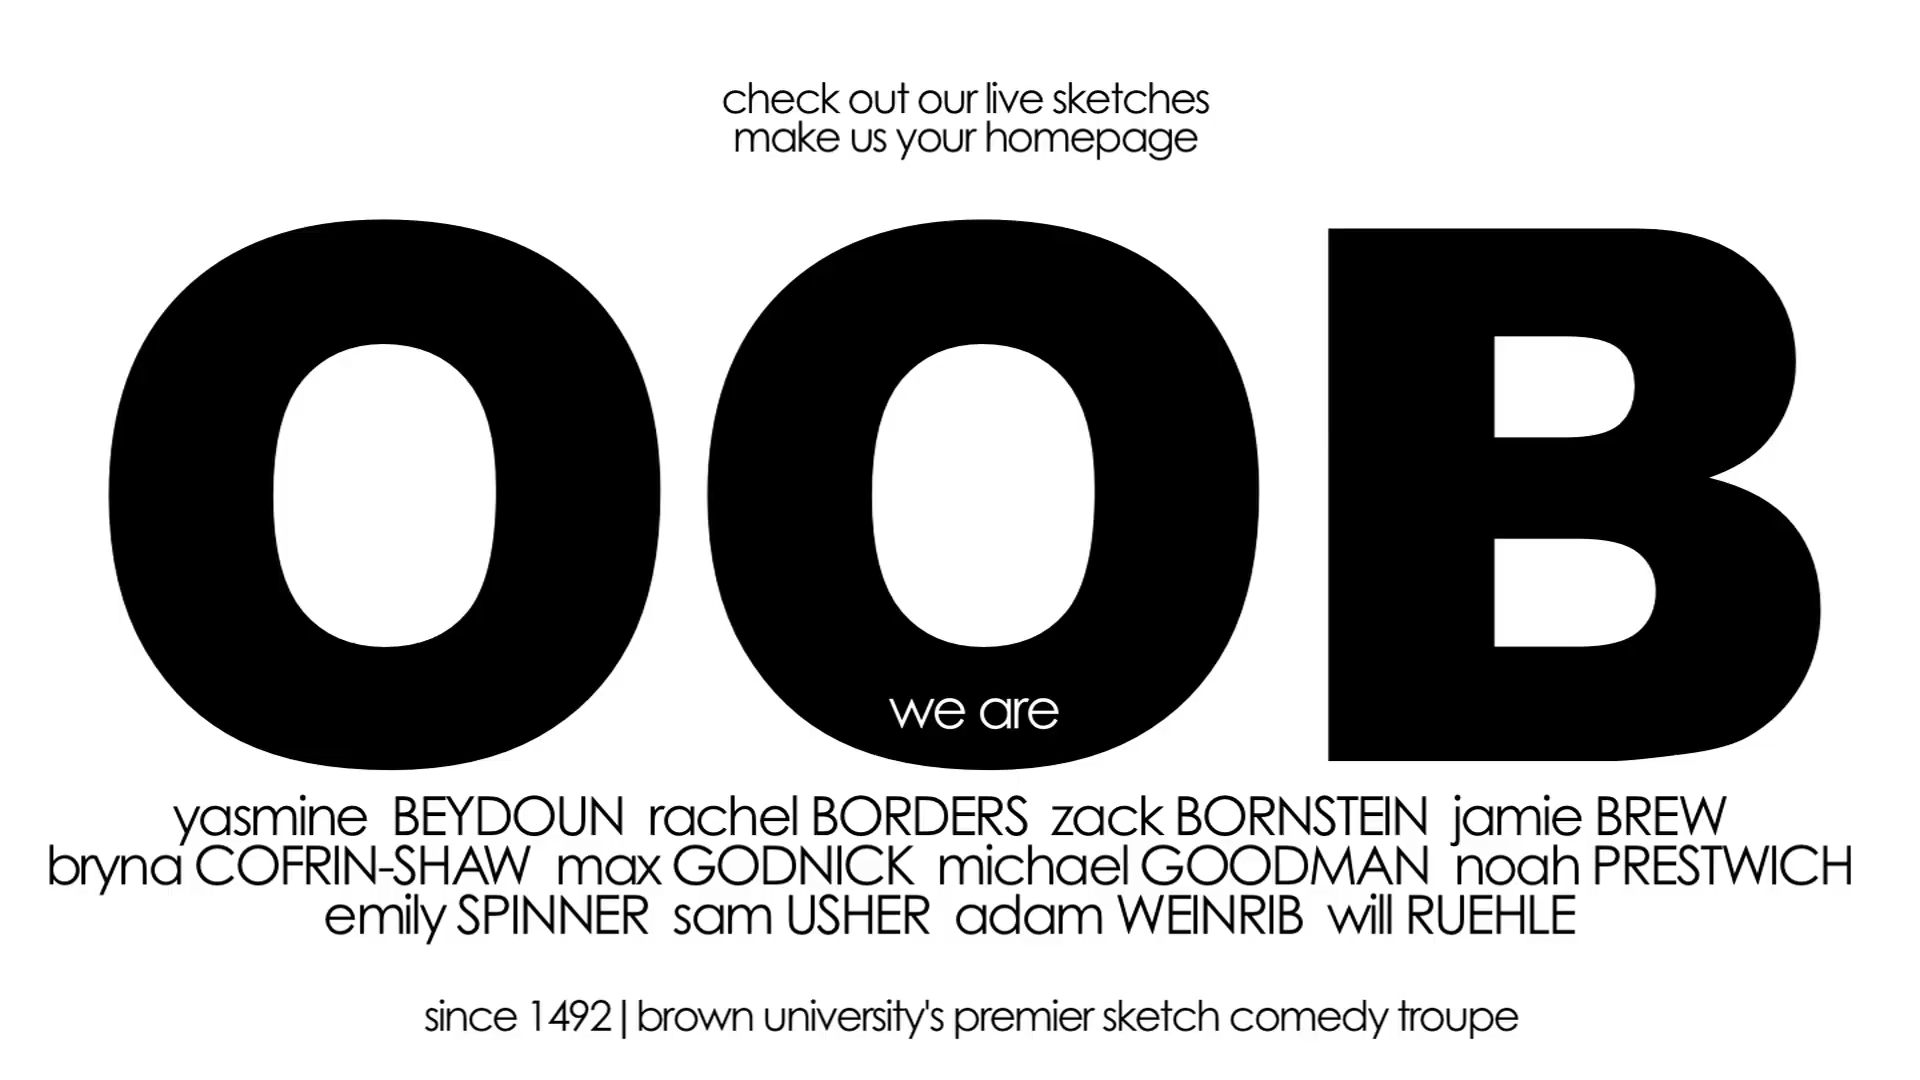 check out our live sketches
make us your homepage
OOB
we are
yasmine BEYDOUN rachel BORDERS zack BORNSTEIN jamie BREW
bryna COFRIN-SHAW max GODNICK michael GOODMAN noah PRESTWICH
emily SPINNER sam USHER adam WEINRIB will RUEHLE
since 1492|brown university's premier sketch comedy troupe